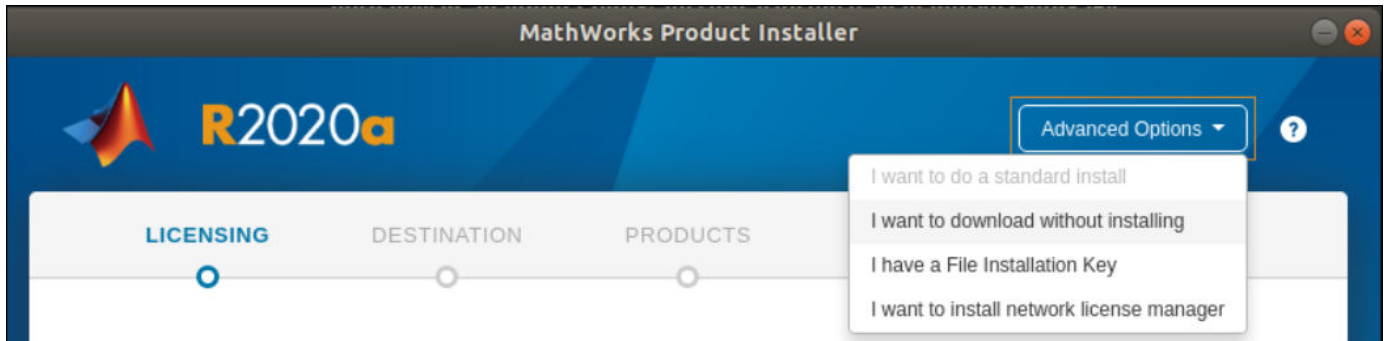 MathWorks Product Installer
R2020a
Advanced Options
?
I want to do a standard install
I want to download without installing
I have a File Installation Key
I want to install network license manager
LICENSING DESTINATION PRODUCTS